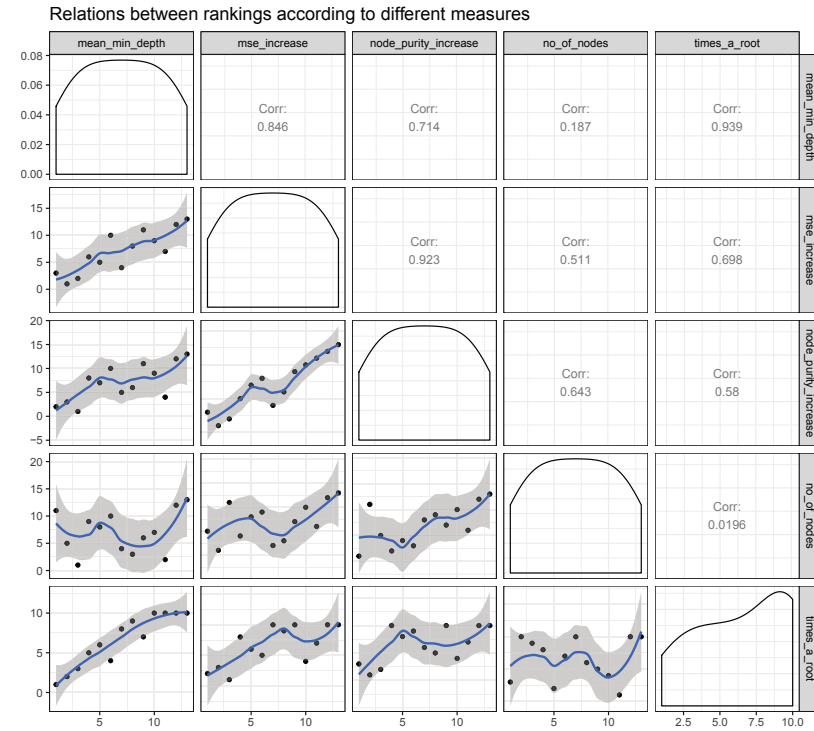 Relations between rankings according to different measures
mean_min_depth
mse_increase
node_purity_increase
no_of_nodes
times_a_root
0.08
0.06
0.04
0.02
0.00
Corr:
0.846
Corr:
0.714
Corr:
0.187
Corr:
0.939
mean_min_depth
15
10
5
0
Corr:
0.923
Corr:
0.511
Corr:
0.698
mse_increase
20
15
10
5
0
−5
Corr:
0.643
Corr:
0.58
node_purity_increase
20
15
10
5
0
Corr:
0.0196
no_of_nodes
10
5
0
times_a_root
5 10
5 10
5 10
5 10
2.5 5.0 7.5 10.0